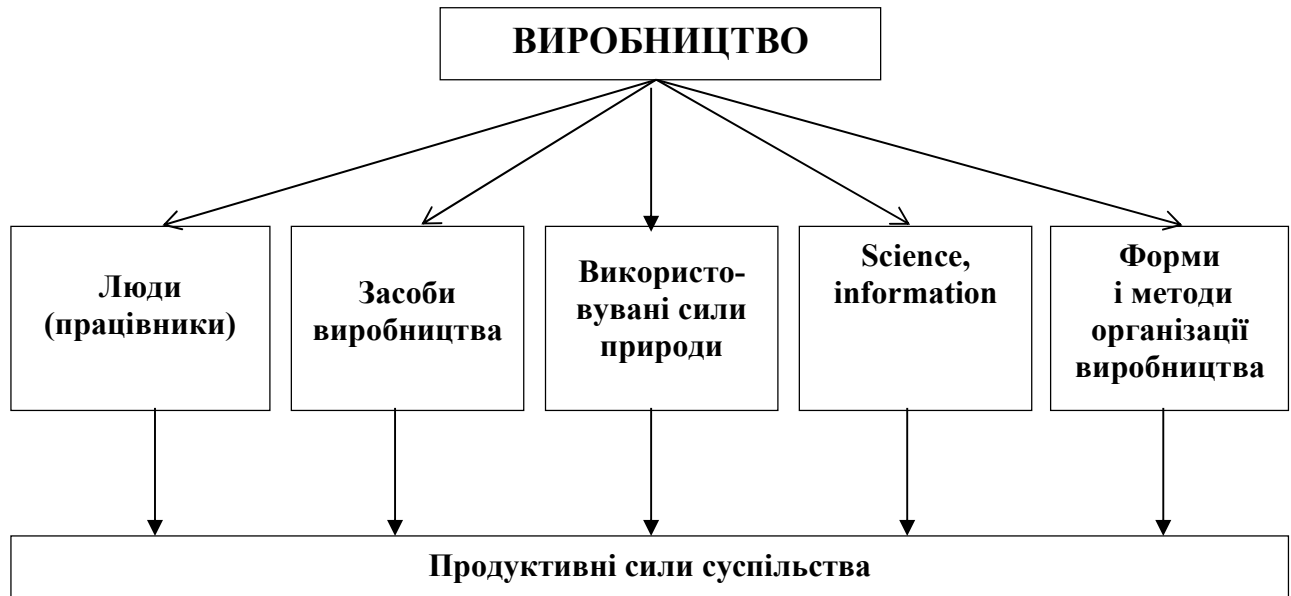 ВИРОБНИЦТВО
Люди
(працівники)
Засоби
виробництва
Використо-
вувані сили
природи
Science,
information
Форми
і методи
організації
виробництва
Продуктивні сили суспільства